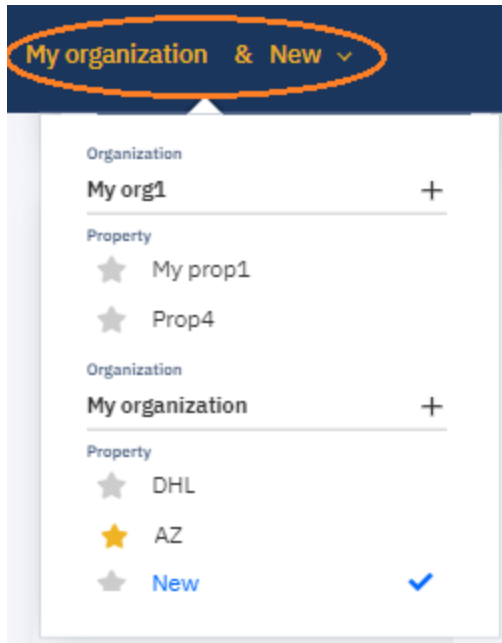 My organization & New
Organization
My org1
Property
My prop1
Prop4
Organization
My organization
Property
DHL
AZ
New